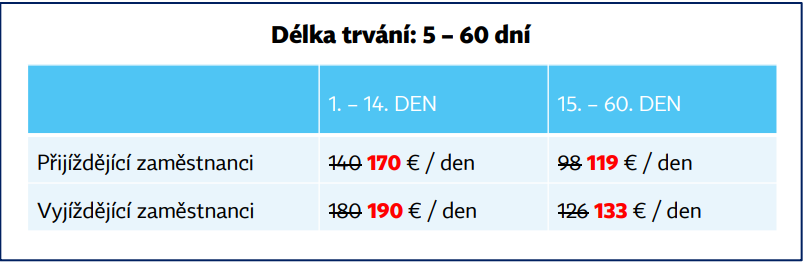 Délka trvání: 5 – 60 dní
1. – 14. DEN 15. – 60. DEN
Přijíždějící zaměstnanci 140 170 € / den 98 119 € / den
Vyjíždějící zaměstnanci 180 190 € / den 126 133 € / den